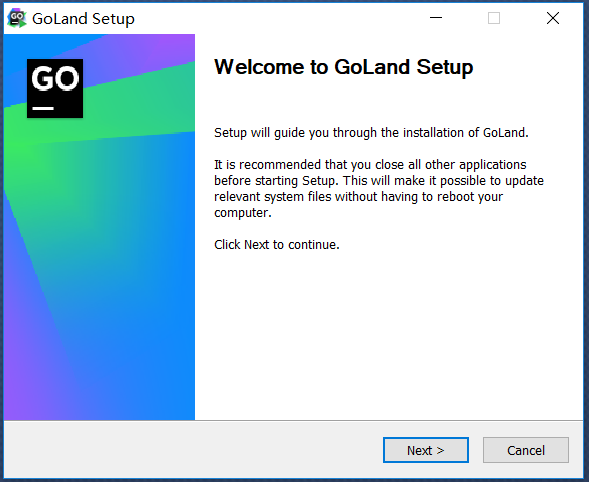 GoLand Setup
GO
Welcome to GoLand Setup
Setup will guide you through the installation of GoLand.
It is recommended that you close all other applications
before starting Setup. This will make it possible to update
relevant system files without having to reboot your
computer.
Click Next to continue.
Next >
Cancel